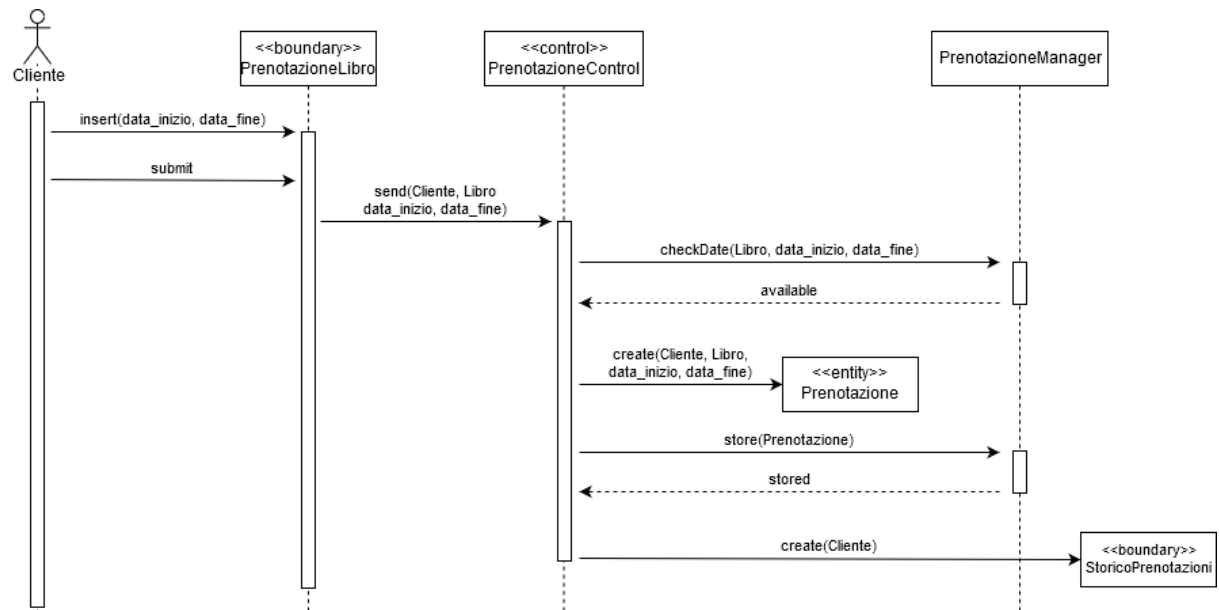 Cliente
<<boundary>>
PrenotazioneLibro
<<control>>
PrenotazioneControl
PrenotazioneManager
insert(data_inizio, data_fine)
submit
send(Cliente, Libro
data_inizio, data_fine)
checkDate(Libro, data_inizio, data_fine)
available
create(Cliente, Libro,
data_inizio, data_fine)
<<entity>>
Prenotazione
store(Prenotazione)
stored
create(Cliente)
<<boundary>>
StoricoPrenotazioni